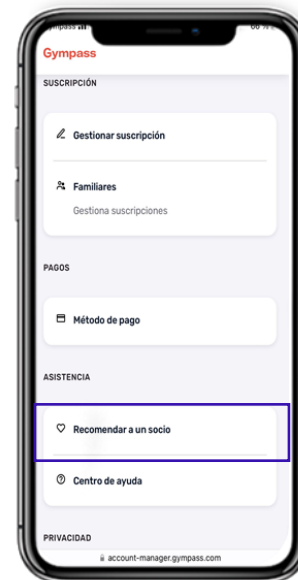 Gympass
SUSCRIPCIÓN
Gestionar suscripción
Familiares
Gestiona suscripciones
PAGOS
Método de pago
ASISTENCIA
Recomendar a un socio
Centro de ayuda
PRIVACIDAD
account-manager.gympass.com